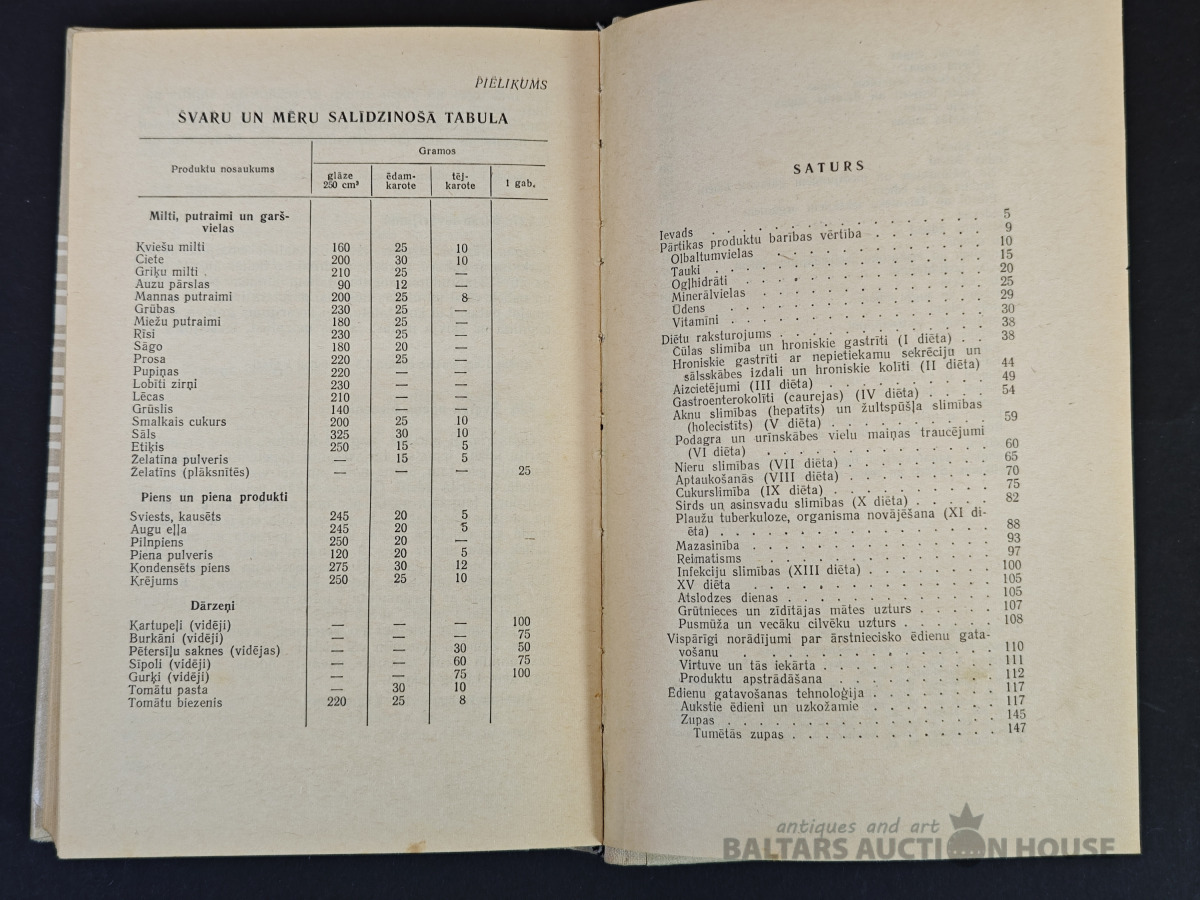 PIELIKUMS
SVARU UN MĒRU SALĪDZINOŠĀ TABULA
Produktu nosaukums
Gramos
glāze 250 cm³
ēdam-karote
tēj-karote
1 gab.
Milti, putraimi un garš-
vielas
Kviešu milti 160 25 10
Ciete 200 30 10
Griķu milti 210 25 —
Auzu pārslas 90 12 —
Mannas putraimi 200 25 8
Grūbas 230 25 —
Miežu putraimi 180 25 —
Rīsi 230 25 —
Sāgo 180 20 —
Prosa 220 25 —
Pupiņas 220 — —
Lobīti zirņi 230 — —
Lēcas 210 — —
Grūslis 140 — —
Smalkais cukurs 200 25 10
Sāls 325 30 10
Etiķis 250 15 5
Želatīna pulveris — 15 5
Želatīns (plāksnītēs) — — — 25
Piens un piena produkti
Sviests, kausēts 245 20 5
Augu eļļa 245 20 5
Pilnpiens 250 20 —
Piena pulveris 120 20 5
Kondensēts piens 275 30 12
Krējums 250 25 10
Dārzeņi
Kartupeļi (vidēji) — — — 100
Burkāni (vidēji) — — — 75
Pētersīļu saknes (vidējas) — — 30 50
Sīpoli (vidēji) — — 60 75
Gurķi (vidēji) — — 75 100
Tomātu pasta — 30 10
Tomātu biezenis 220 25 8
SATURS
Ievads . . . 5
Pārtikas produktu barības vērtība . . . 9
Olbaltumvielas . . . 10
Tauki . . . 15
Ogļhidrāti . . . 20
Minerālvielas . . . 25
Ūdens . . . 29
Vitamīni . . . 30
Diētu raksturojums . . . 38
Čūlas slimība un hroniskie gastrīti (I diēta) . . 38
Hroniskie gastrīti ar nepietiekamu sekrēciju un
sālsskābes izdali un hroniskie kolīti (II diēta) 44
Aizcietējumi (III diēta) . . . 49
Gastroenterokolīti (caurejas) (IV diēta) . . . 54
Aknu slimības (hepatīts) un žultspūšļa slimības
(holecistīts) (V diēta) . . . 59
Podagra un urīnskābes vielu maiņas traucējumi
(VI diēta) . . . 60
Nieru slimības (VII diēta) . . . 65
Aptaukošanās (VIII diēta) . . . 70
Cukurslimība (IX diēta) . . . 75
Sirds un asinsvadu slimības (X diēta) . . . 82
Plaušu tuberkuloze, organisma novājēšana (XI di-
ēta) . . . 88
Mazasinība . . . 93
Reimatisms . . . 97
Infekciju slimības (XIII diēta) . . . 100
XV diēta . . . 105
Atslodzes dienas . . . 105
Grūtnieces un zīdītājas mātes uzturs . . . 107
Pusmūža un vecāku cilvēku uzturs . . . 108
Vispārīgi norādījumi par ārstniecisko ēdienu gata-
vošanu . . . 110
Virtuve un tās iekārta . . . 111
Produktu apstrādāšana . . . 112
Ēdienu gatavošanas tehnoloģija . . . 117
Aukstie ēdieni un uzkožamie . . . 117
Zupas . . . 145
Tumētās zupas . . . 147
antiques and art
BALTARS AUCTION HOUSE